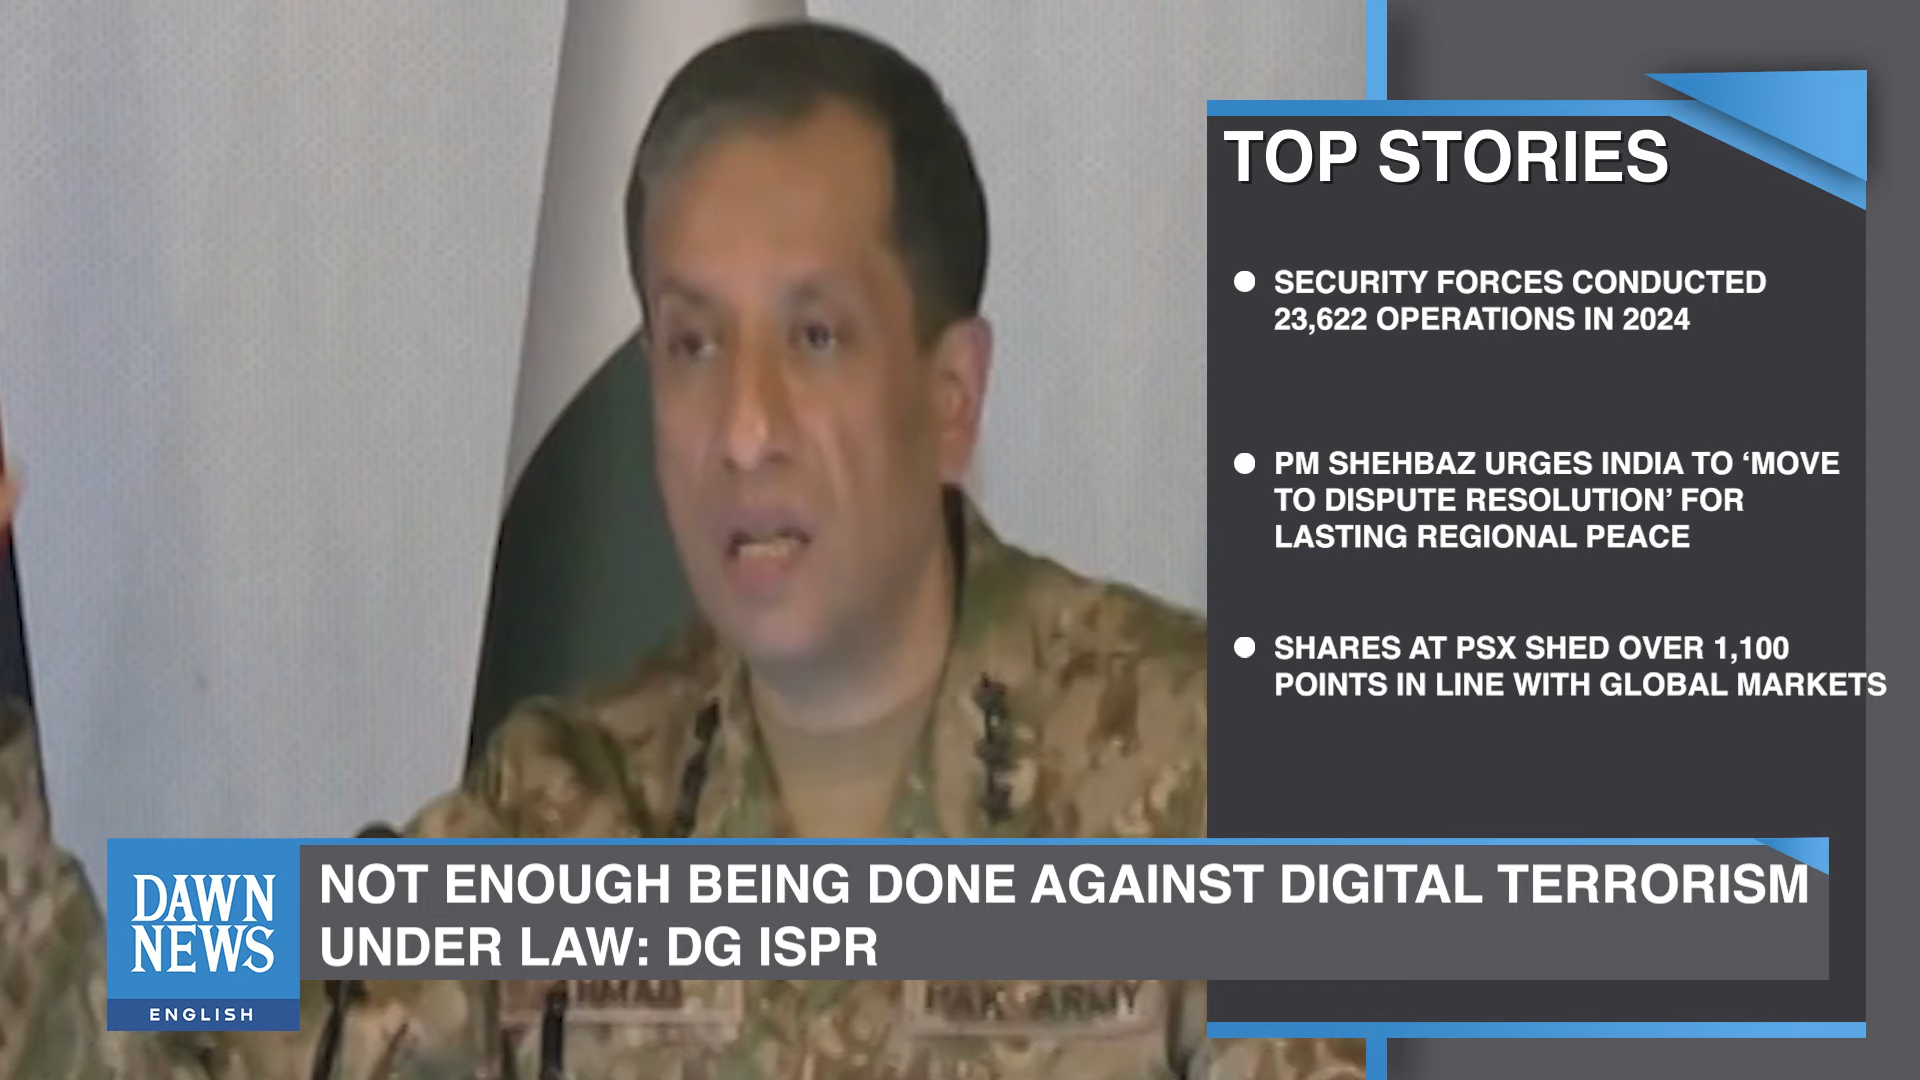 TOP STORIES
SECURITY FORCES CONDUCTED
23,622 OPERATIONS IN 2024
PM SHEHBAZ URGES INDIA TO ‘MOVE
TO DISPUTE RESOLUTION’ FOR
LASTING REGIONAL PEACE
SHARES AT PSX SHED OVER 1,100
POINTS IN LINE WITH GLOBAL MARKETS
DAWN
NEWS
ENGLISH
NOT ENOUGH BEING DONE AGAINST DIGITAL TERRORISM
UNDER LAW: DG ISPR
PAK ARMY